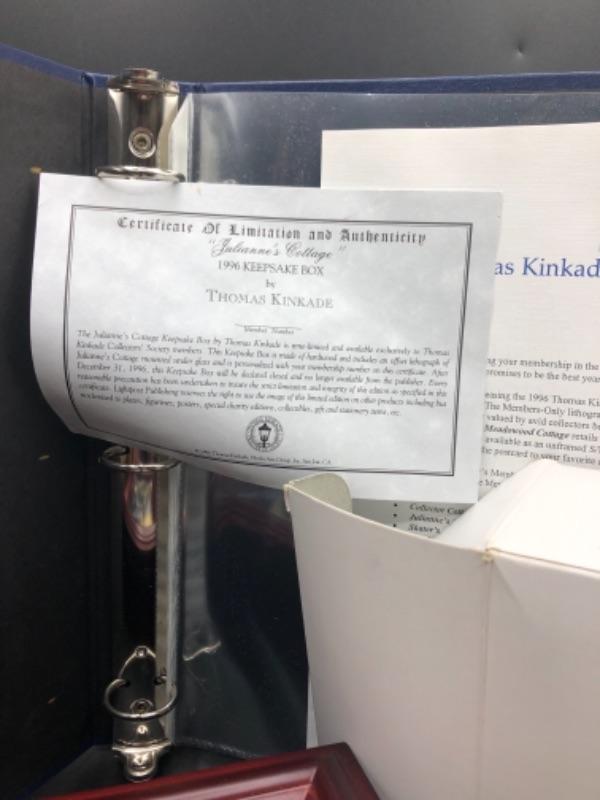 Certificate Of Limitation and Authenticity
"Julianne's Cottage"
1996 KEEPSAKE BOX
by
THOMAS KINKADE
Member Number
The Julianne's Cottage Keepsake Box by Thomas Kinkade is time-limited and available exclusively to Thomas
Kinkade Collectors' Society members. This Keepsake Box is made of hardwood and includes an offset lithograph of
Julianne's Cottage mounted under glass and is personalized with your membership number on this certificate. After
December 31, 1996, this Keepsake Box will be declared closed and no longer available from the publisher. Every
reasonable precaution has been undertaken to insure the strict limitation and integrity of this edition as specified in this
certificate. Lightpost Publishing reserves the right to use the image of this limited edition on other products including but
not limited to plates, figurines, posters, special charity editions, collectables, gift and stationery items, etc.
as Kinkad
ng your membership in the
romises to be the best year
the 1996 Thomas Ki
The Members-Only lithogra
valued by avid collectors
Meadowood Cottage retails
available as an unframed S/
the postcard to your favorite
's Memb
• Collector
• Julianne's
• Skater's